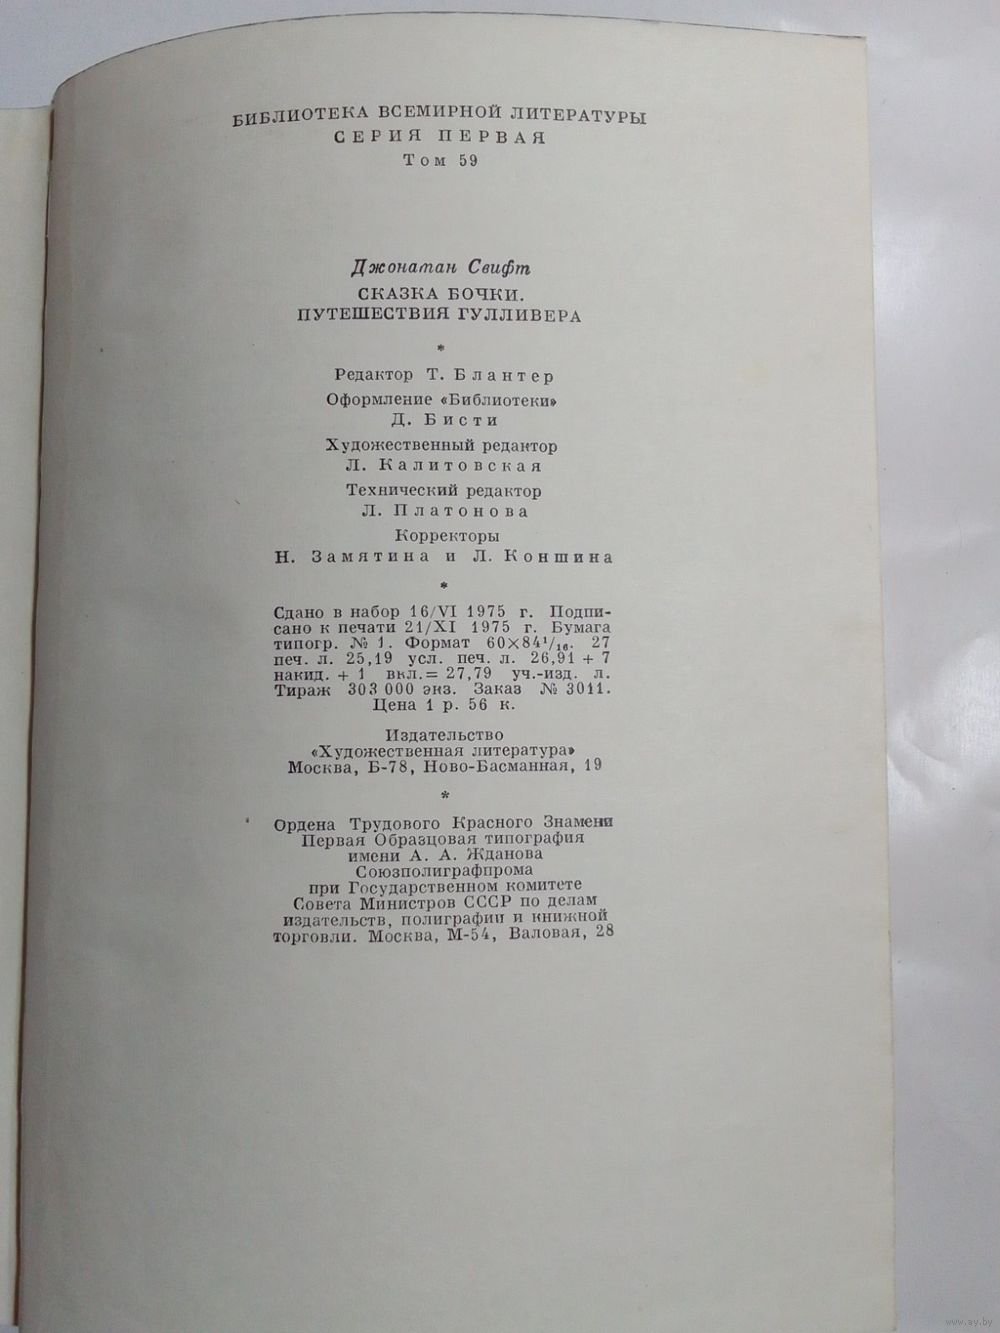 БИБЛИОТЕКА ВСЕМИРНОЙ ЛИТЕРАТУРЫ
СЕРИЯ ПЕРВАЯ
Том 59
Джонатан Свифт
СКАЗКА БОЧКИ.
ПУТЕШЕСТВИЯ ГУЛЛИВЕРА
*
Редактор Т. Блантер
Оформление «Библиотеки»
Д. Бисти
Художественный редактор
Л. Калитовская
Технический редактор
Л. Платонова
Корректоры
Н. Замятина и Л. Коншина
*
Сдано в набор 16/VI 1975 г. Подпи-
сано к печати 21/XI 1975 г. Бумага
типогр. № 1. Формат 60×84¹/₁₆. 27
печ. л. 25,19 усл. печ. л. 26,91 + 7
накид. + 1 вкл. = 27,79 уч.-изд. л.
Тираж 303 000 экз. Заказ № 3011.
Цена 1 р. 56 к.
Издательство
«Художественная литература»
Москва, Б-78, Ново-Басманная, 19
*
Ордена Трудового Красного Знамени
Первая Образцовая типография
имени А. А. Жданова
Союзполиграфпрома
при Государственном комитете
Совета Министров СССР по делам
издательств, полиграфии и книжной
торговли. Москва, М-54, Валовая, 28
www.ay.by